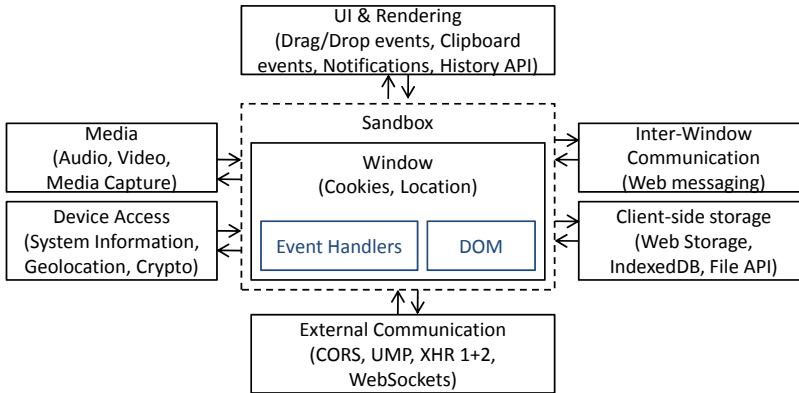 UI & Rendering
(Drag/Drop events, Clipboard
events, Notifications, History API)
Sandbox
Media
(Audio, Video,
Media Capture)
Window
(Cookies, Location)
Inter-Window
Communication
(Web messaging)
Device Access
(System Information,
Geolocation, Crypto)
Event Handlers
DOM
Client-side storage
(Web Storage,
IndexedDB, File API)
External Communication
(CORS, UMP, XHR 1+2,
WebSockets)